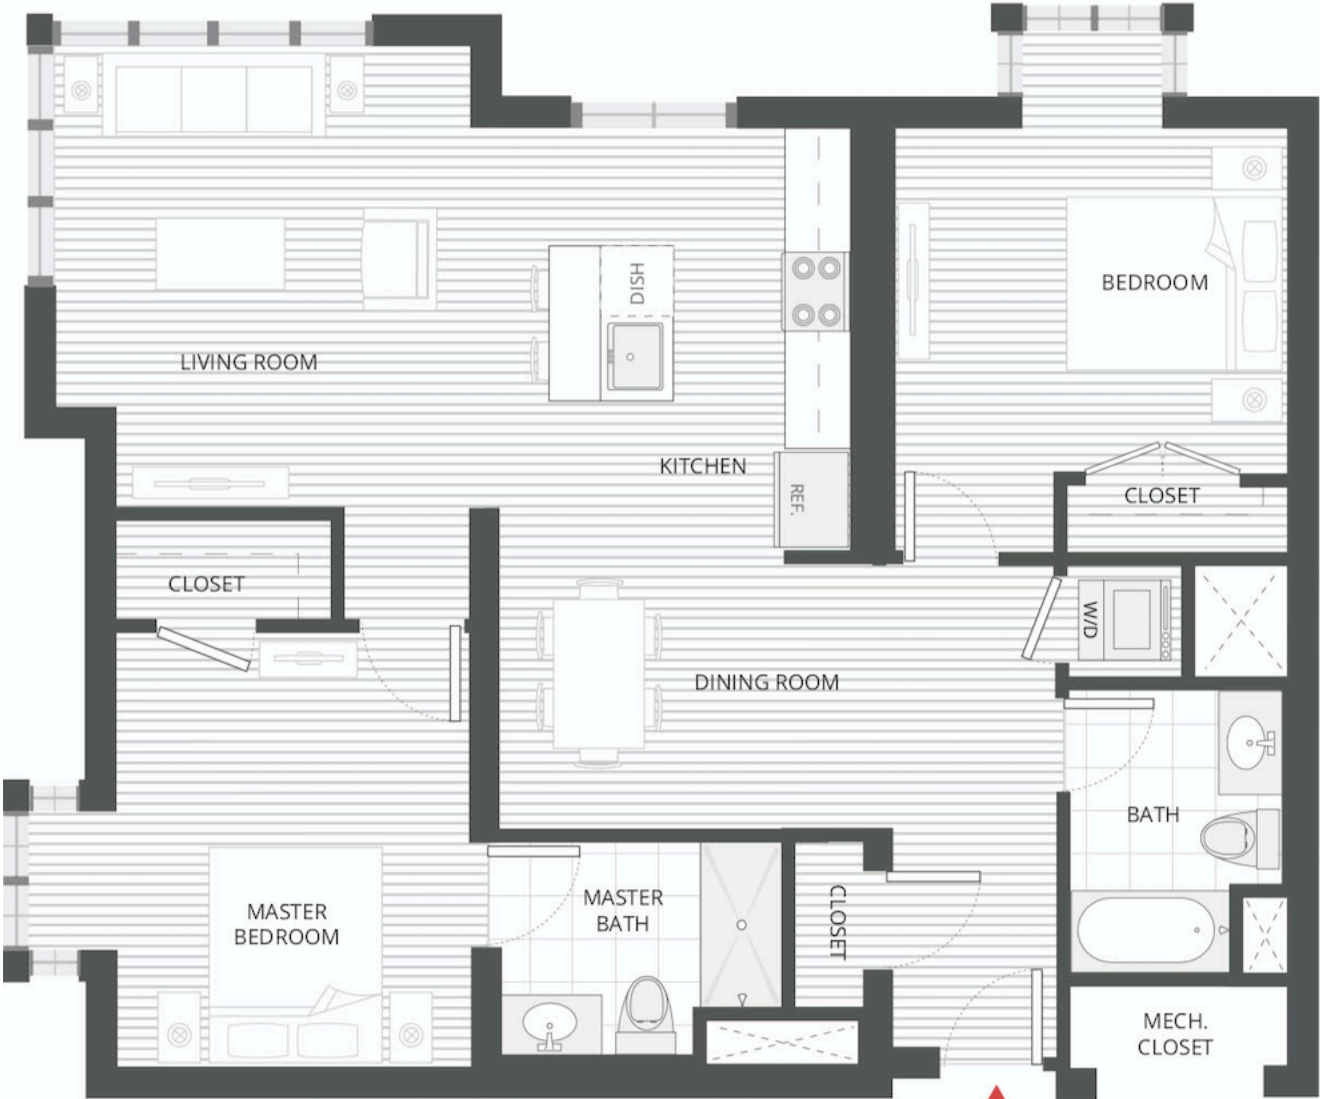 DISH
BEDROOM
LIVING ROOM
KITCHEN
REF.
CLOSET
CLOSET
W/D
DINING ROOM
BATH
MASTER
BEDROOM
MASTER
BATH
CLOSET
MECH.
CLOSET